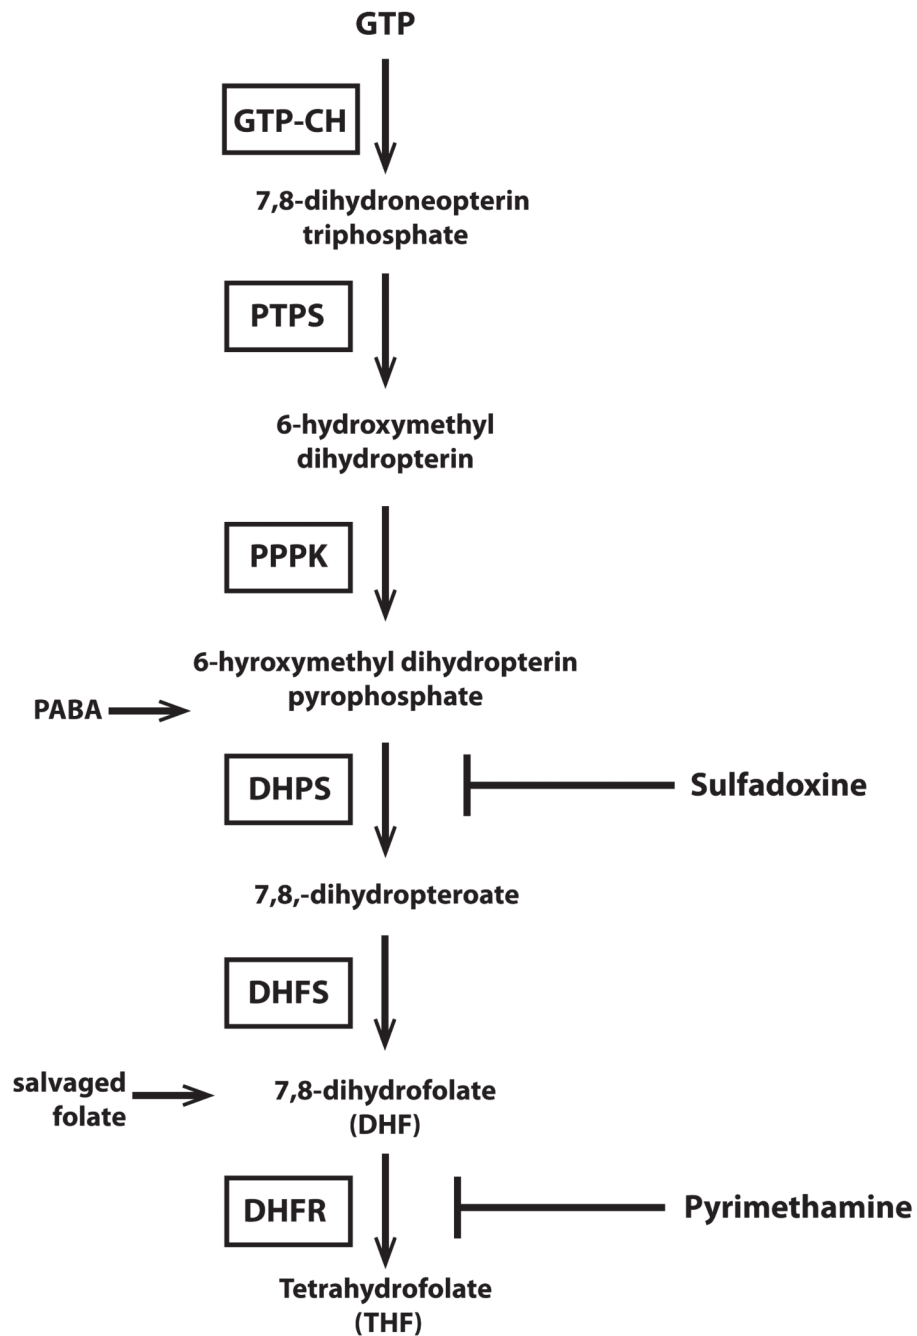 GTP
GTP-CH
7,8-dihydroneopterin
triphosphate
PTPS
6-hydroxymethyl
dihydropterin
PPPK
6-hyroxymethyl dihydropterin
pyrophosphate
PABA
DHPS
Sulfadoxine
7,8,-dihydropteroate
DHFS
salvaged
folate
7,8-dihydrofolate
(DHF)
DHFR
Pyrimethamine
Tetrahydrofolate
(THF)